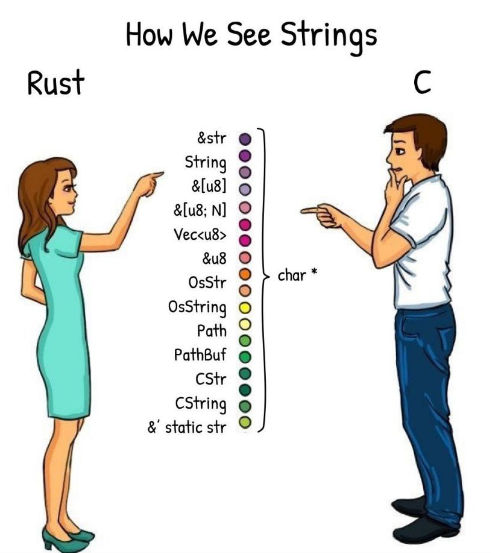 How We See Strings
Rust
C
&str
String
&[u8]
&[u8; N]
Vec<u8>
&u8
OsStr
OsString
Path
PathBuf
CStr
CString
&' static str
char *